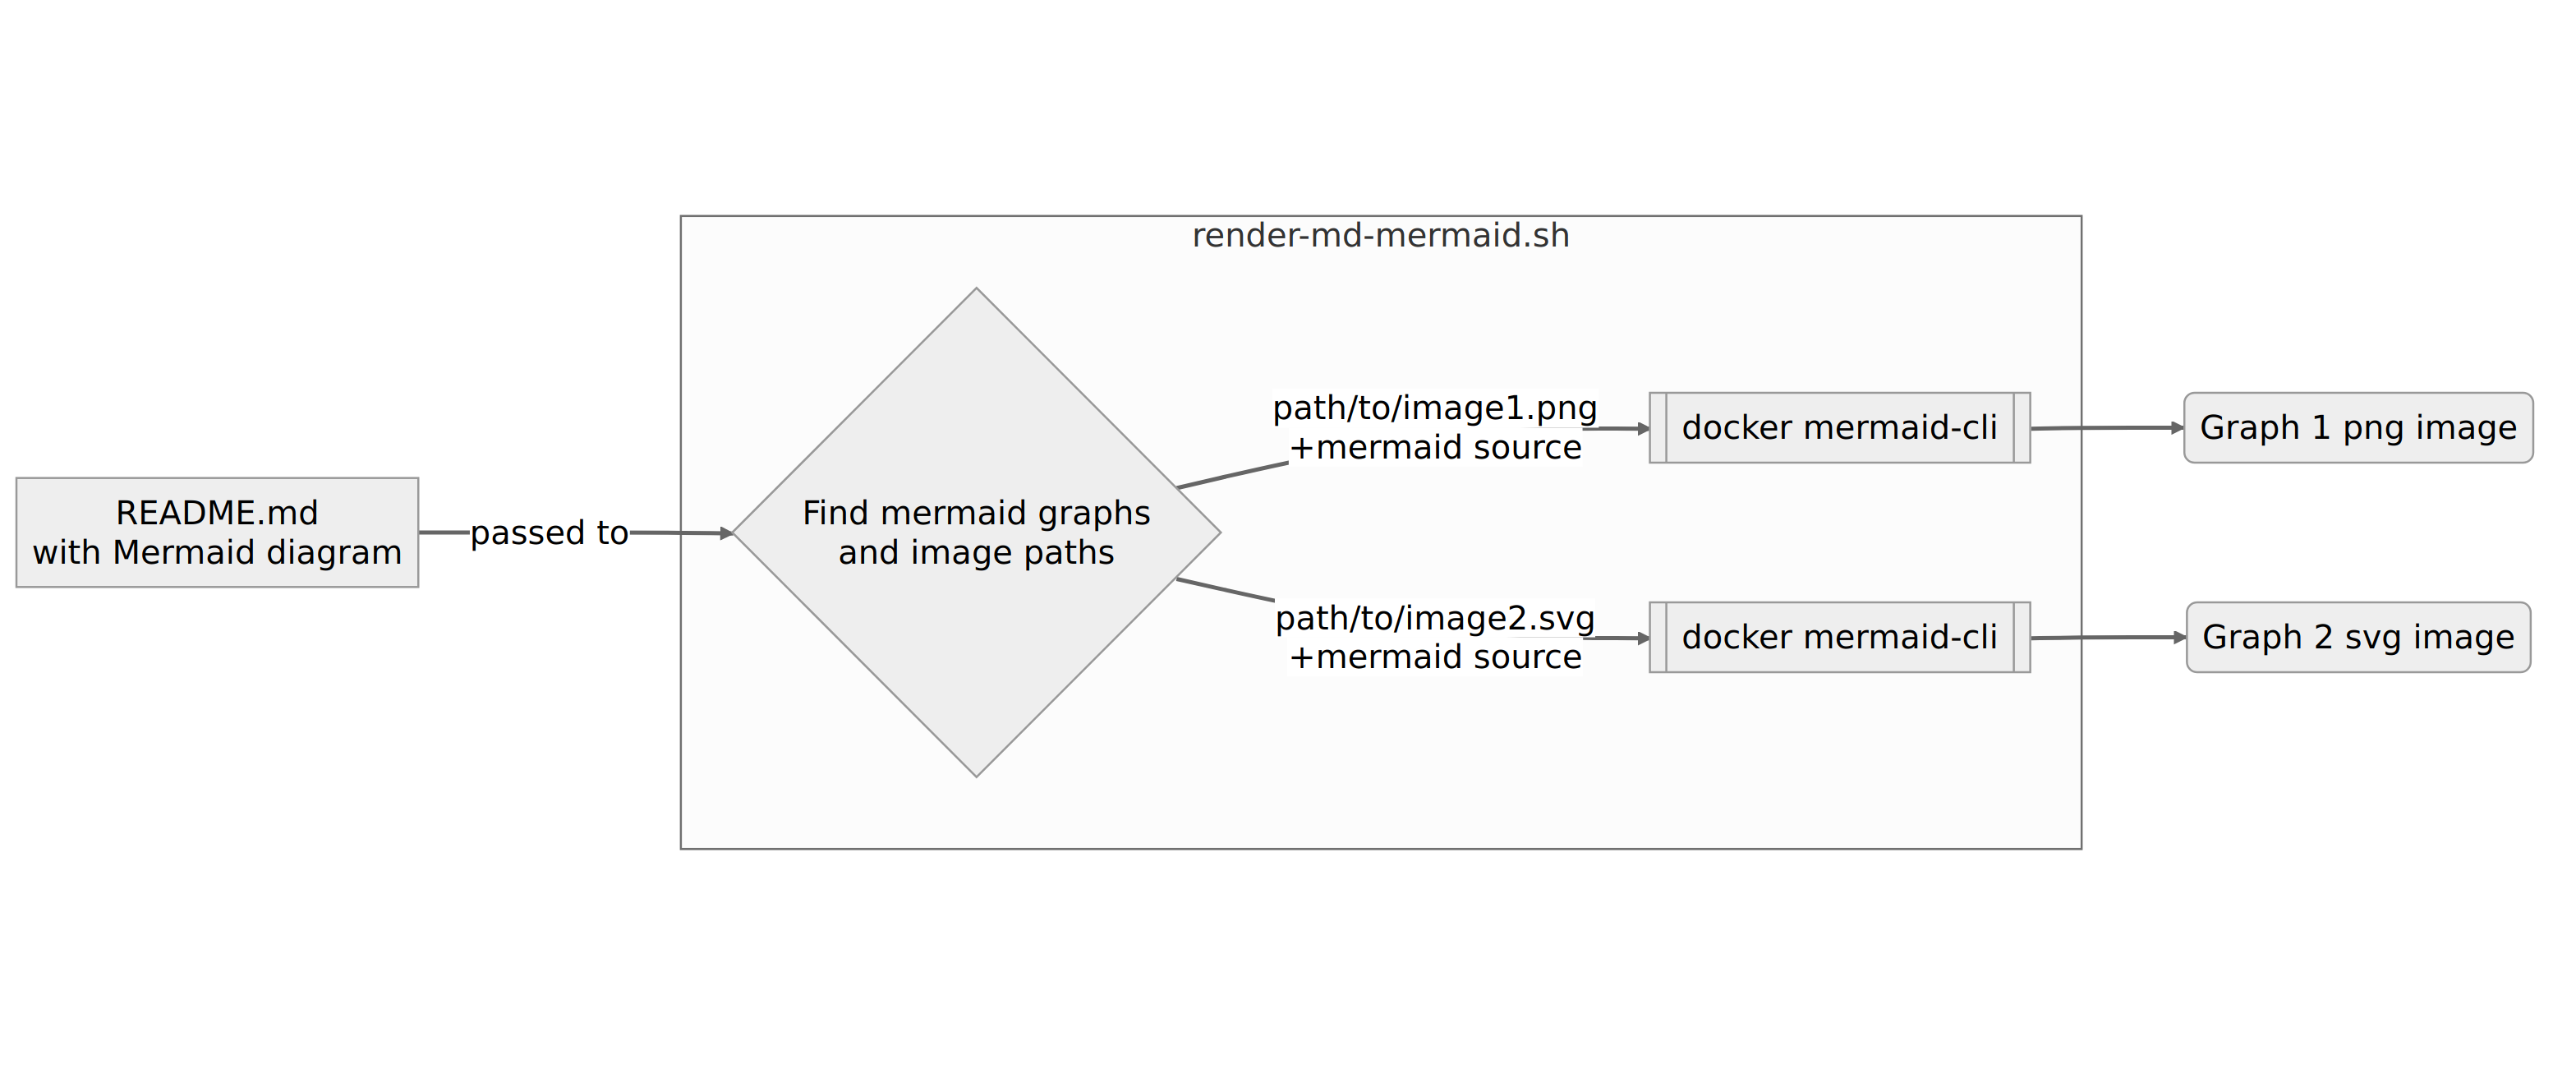 render-md-mermaid.sh
README.md
with Mermaid diagram
passed to
Find mermaid graphs
and image paths
path/to/image1.png
+mermaid source
docker mermaid-cli
Graph 1 png image
path/to/image2.svg
+mermaid source
docker mermaid-cli
Graph 2 svg image